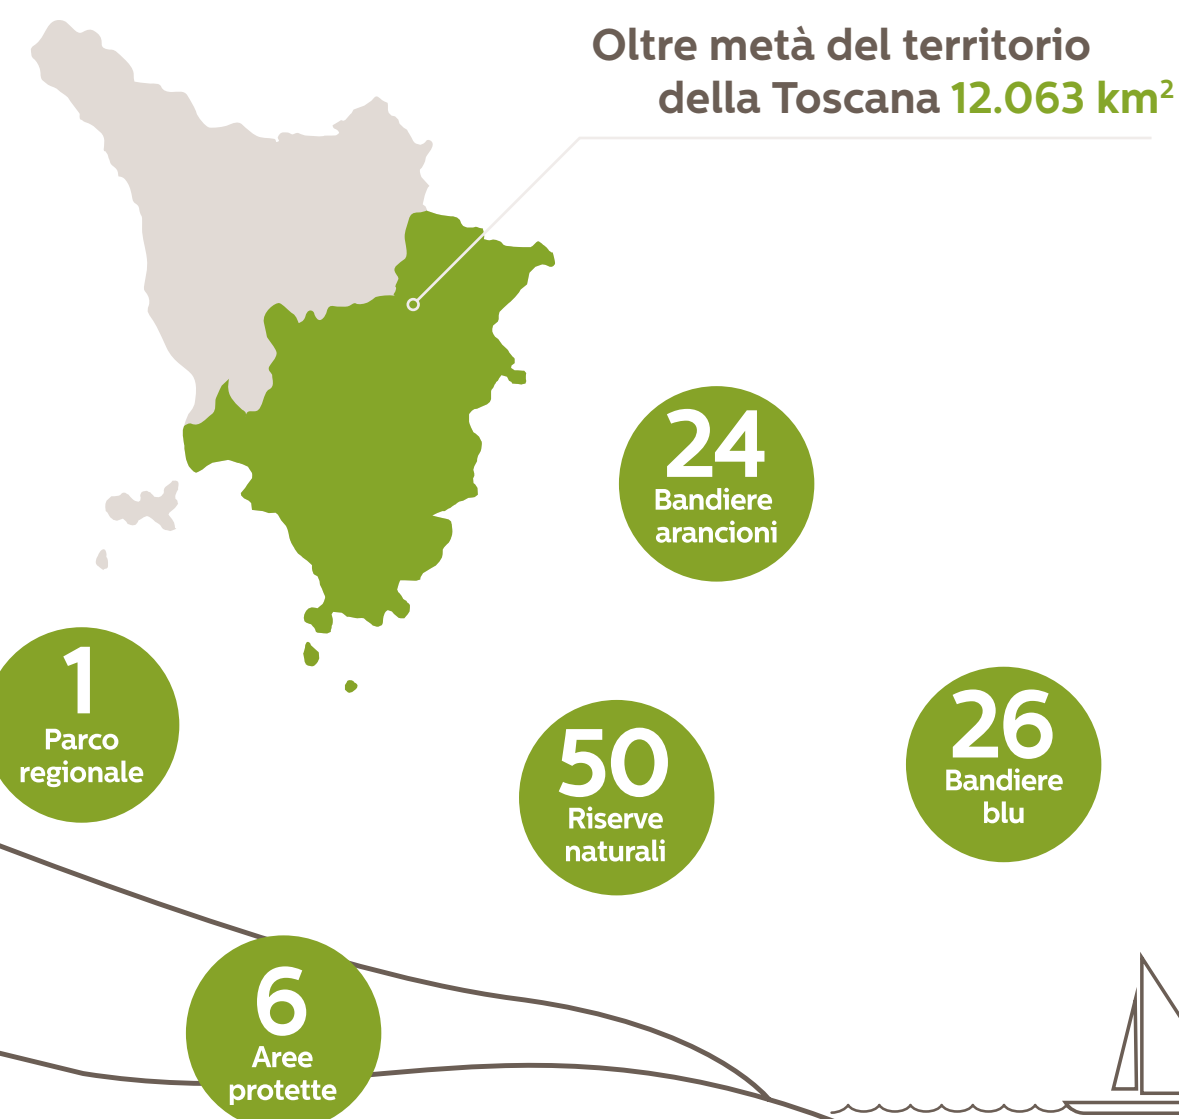 Oltre metà del territorio
della Toscana 12.063 km²
24
Bandiere
arancioni
1
Parco
regionale
50
Riserve
naturali
26
Bandiere
blu
6
Aree
protette